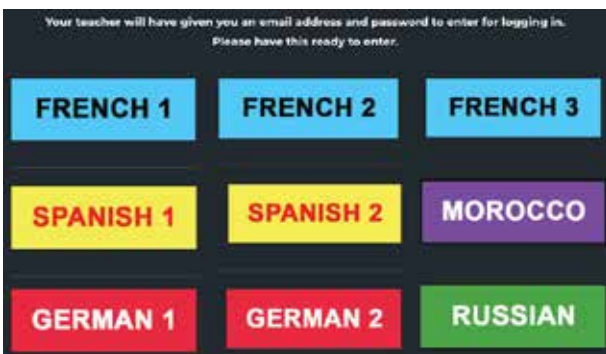 Your teacher will have given you an email address and password to enter for logging in.
Please have this ready to enter.
FRENCH 1 FRENCH 2 FRENCH 3
SPANISH 1 SPANISH 2 MOROCCO
GERMAN 1 GERMAN 2 RUSSIAN